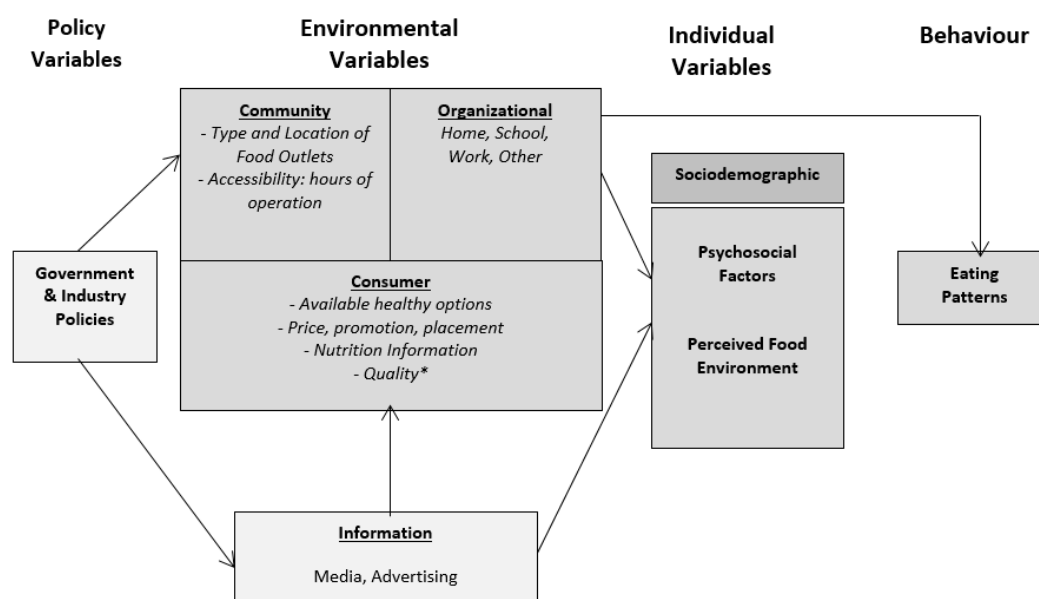 Policy
Variables
Environmental
Variables
Individual
Variables
Behaviour
Community
- Type and Location of
Food Outlets
- Accessibility: hours of
operation
Organizational
Home, School,
Work, Other
Sociodemographic
Government
& Industry
Policies
Consumer
- Available healthy options
- Price, promotion, placement
- Nutrition Information
- Quality*
Psychosocial
Factors
Perceived Food
Environment
Eating
Patterns
Information
Media, Advertising